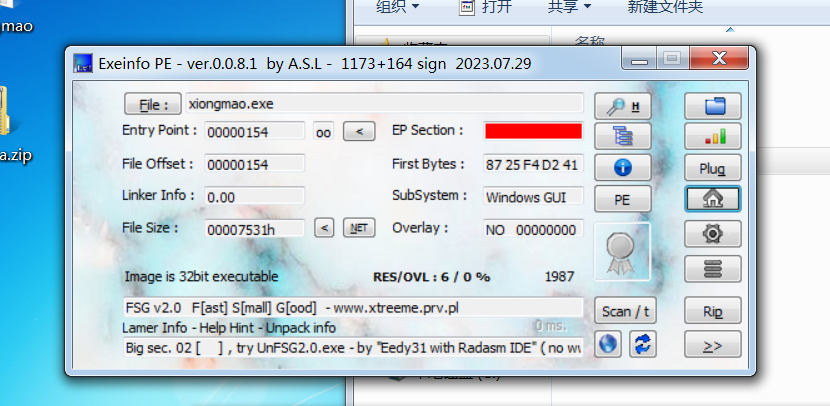 组织 打开 共享 新建文件夹
mao
名称
Exeinfo PE - ver.0.0.8.1 by A.S.L - 1173+164 sign 2023.07.29
File : xiongmao.exe H
Entry Point : 00000154 oo < EP Section :
a.zip
File Offset : 00000154 First Bytes : 87 25 F4 D2 41 Plug
Linker Info : 0.00 SubSystem : Windows GUI PE
File Size : 00007531h < NET Overlay : NO 00000000
Image is 32bit executable RES/OVL : 6 / 0 % 1987
FSG v2.0 F[ast] S[mall] G[ood] - www.xtreeme.prv.pl Scan / t Rip
Lamer Info - Help Hint - Unpack info 0 ms.
Big sec. 02 [ ] , try UnFSG2.0.exe - by "Eedy31 with Radasm IDE" ( no >>